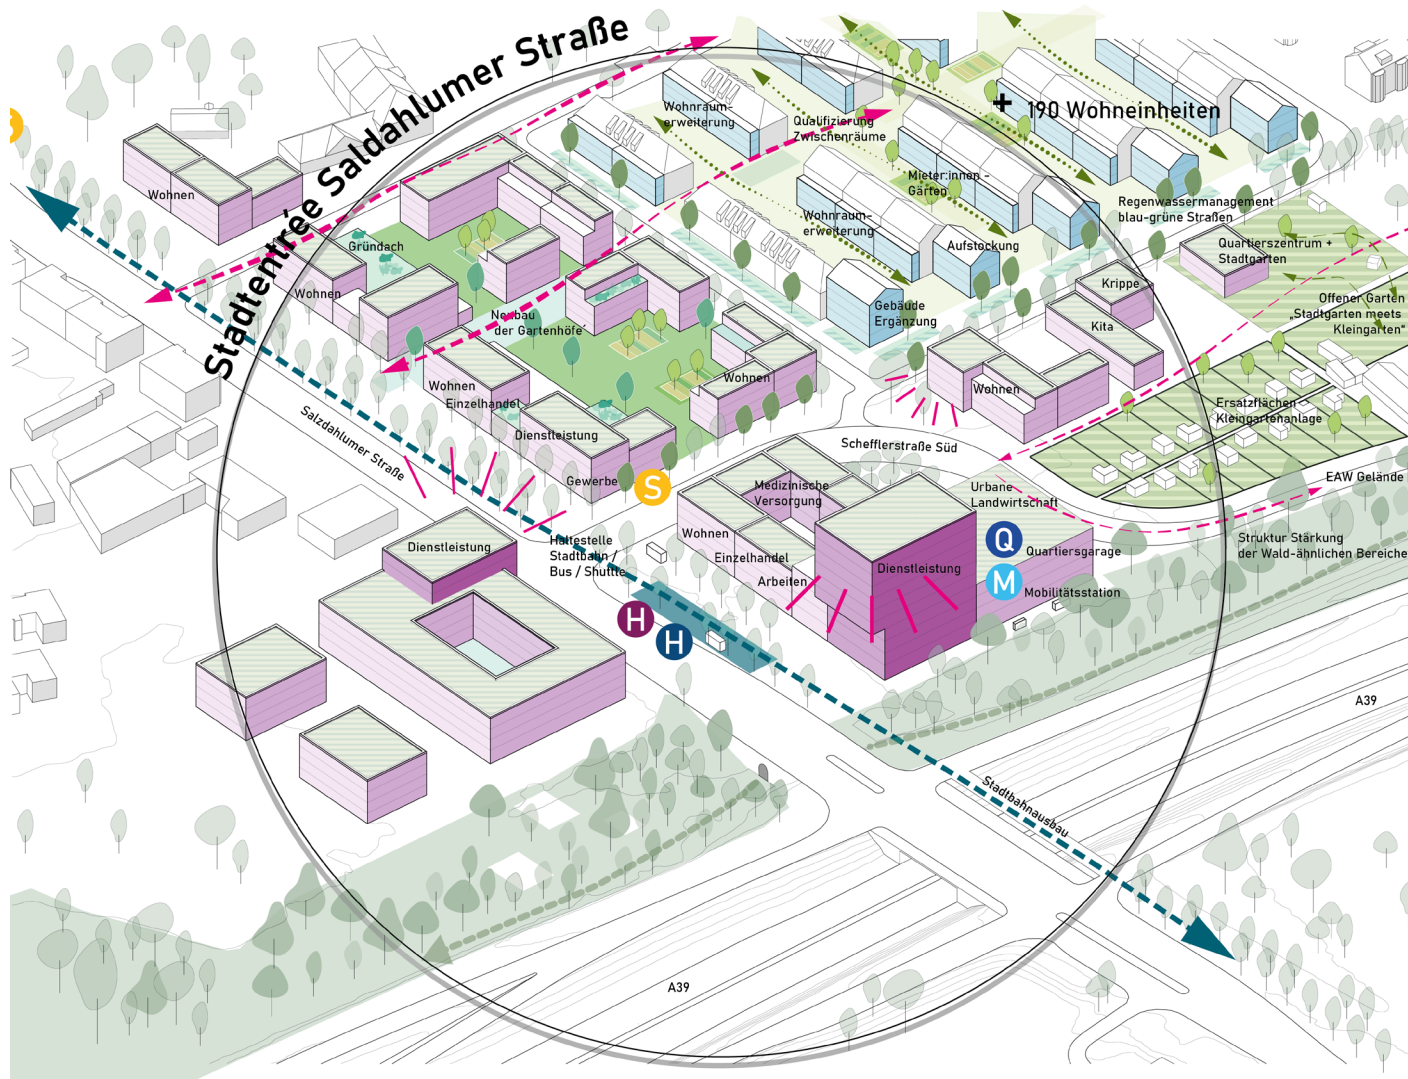 Stadtentrée Saldahlumer Straße
+ 190 Wohneinheiten
Wohnraum-
erweiterung
Qualifizierung
Zwischenräume
Mieter:innen -
Gärten
Wohnraum-
erweiterung
Aufstockung
Regenwassermanagement
blau-grüne Straßen
Quartierszentrum +
Stadtgarten
Offener Garten
„Stadtgarten meets
Kleingarten“
Wohnen
Gründach
Wohnen
Neubau
der Gartenhöfe
Gebäude
Ergänzung
Krippe
Kita
Wohnen
Wohnen
Wohnen
Einzelhandel
Dienstleistung
Gewerbe
S
Ersatzflächen
Kleingartenanlage
Salzdahlumer Straße
Schefflerstraße Süd
EAW Gelände
Medizinische
Versorgung
Urbane
Landwirtschaft
Wohnen
Einzelhandel
Arbeiten
Dienstleistung
Q
Quartiersgarage
M
Mobilitätsstation
Struktur Stärkung
der Wald-ähnlichen Bereiche
Dienstleistung
Haltestelle
Stadtbahn /
Bus / Shuttle
H
H
A39
Stadtbahnausbau
A39